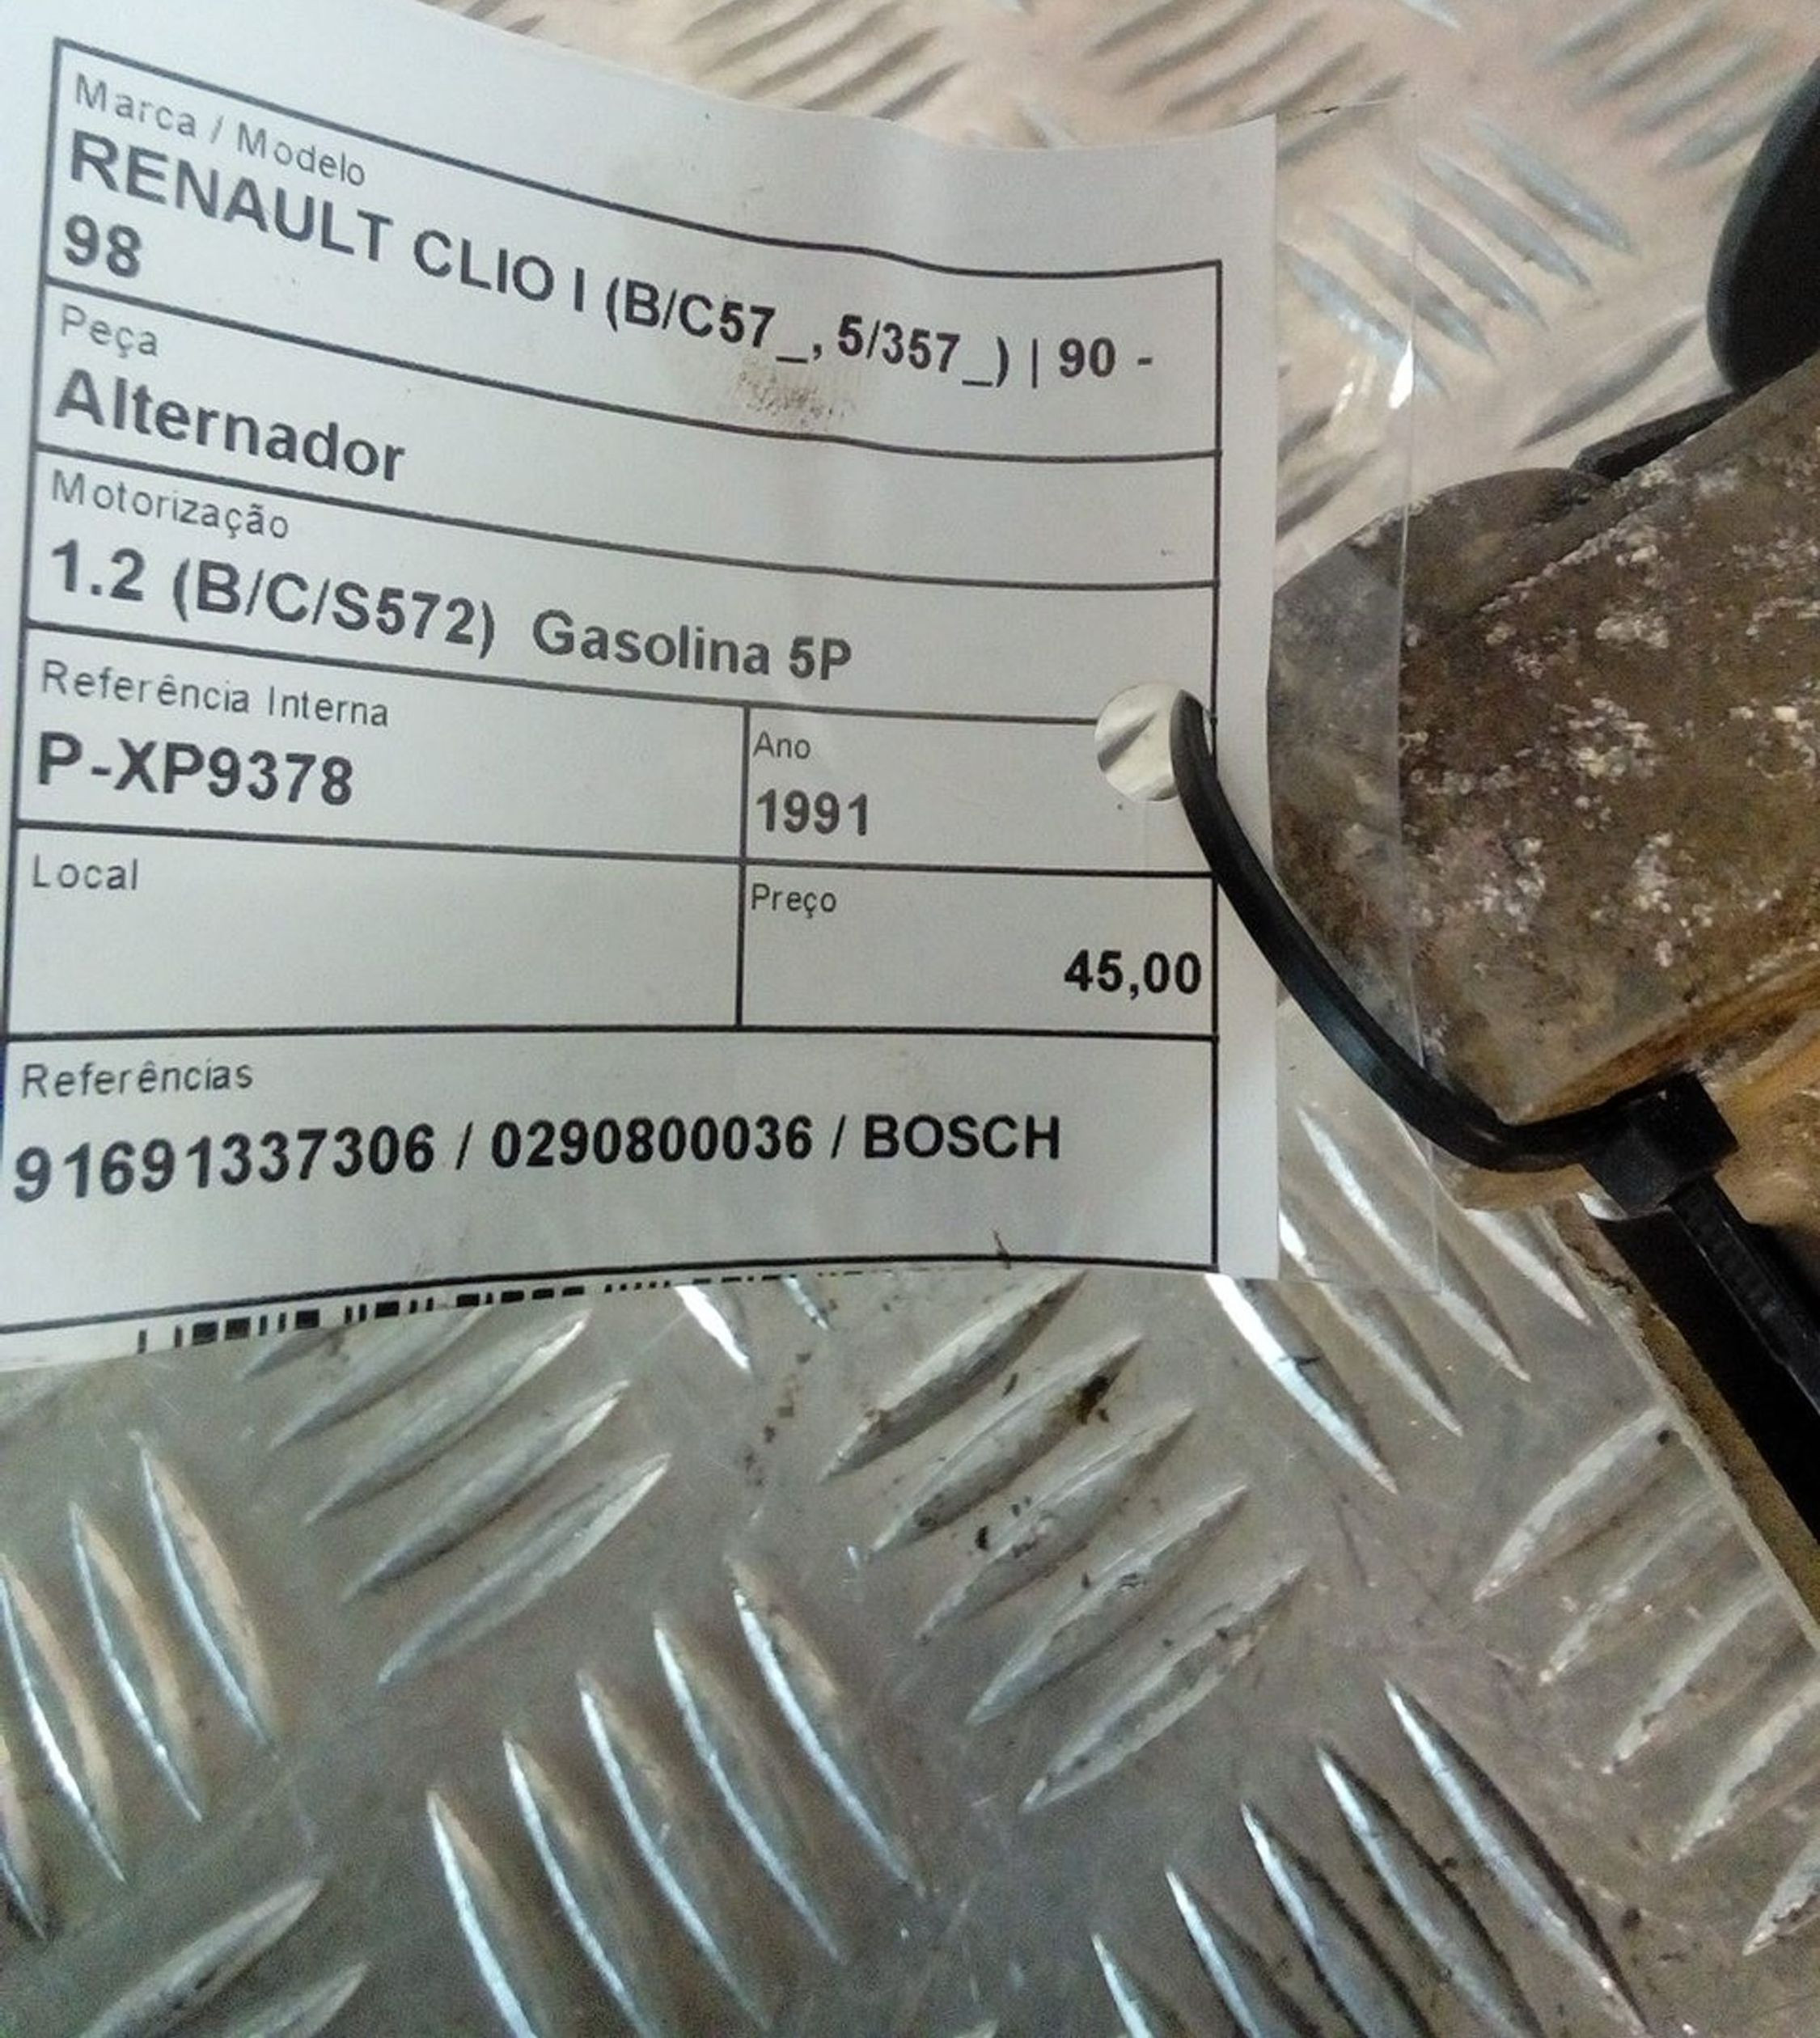 Marca / Modelo
RENAULT CLIO I (B/C57_, 5/357_) | 90 -
98
Peça
Alternador
Motorização
1.2 (B/C/S572) Gasolina 5P
Referência Interna
P-XP9378
Ano
1991
Local
Preço
45,00
Referências
91691337306 / 0290800036 / BOSCH